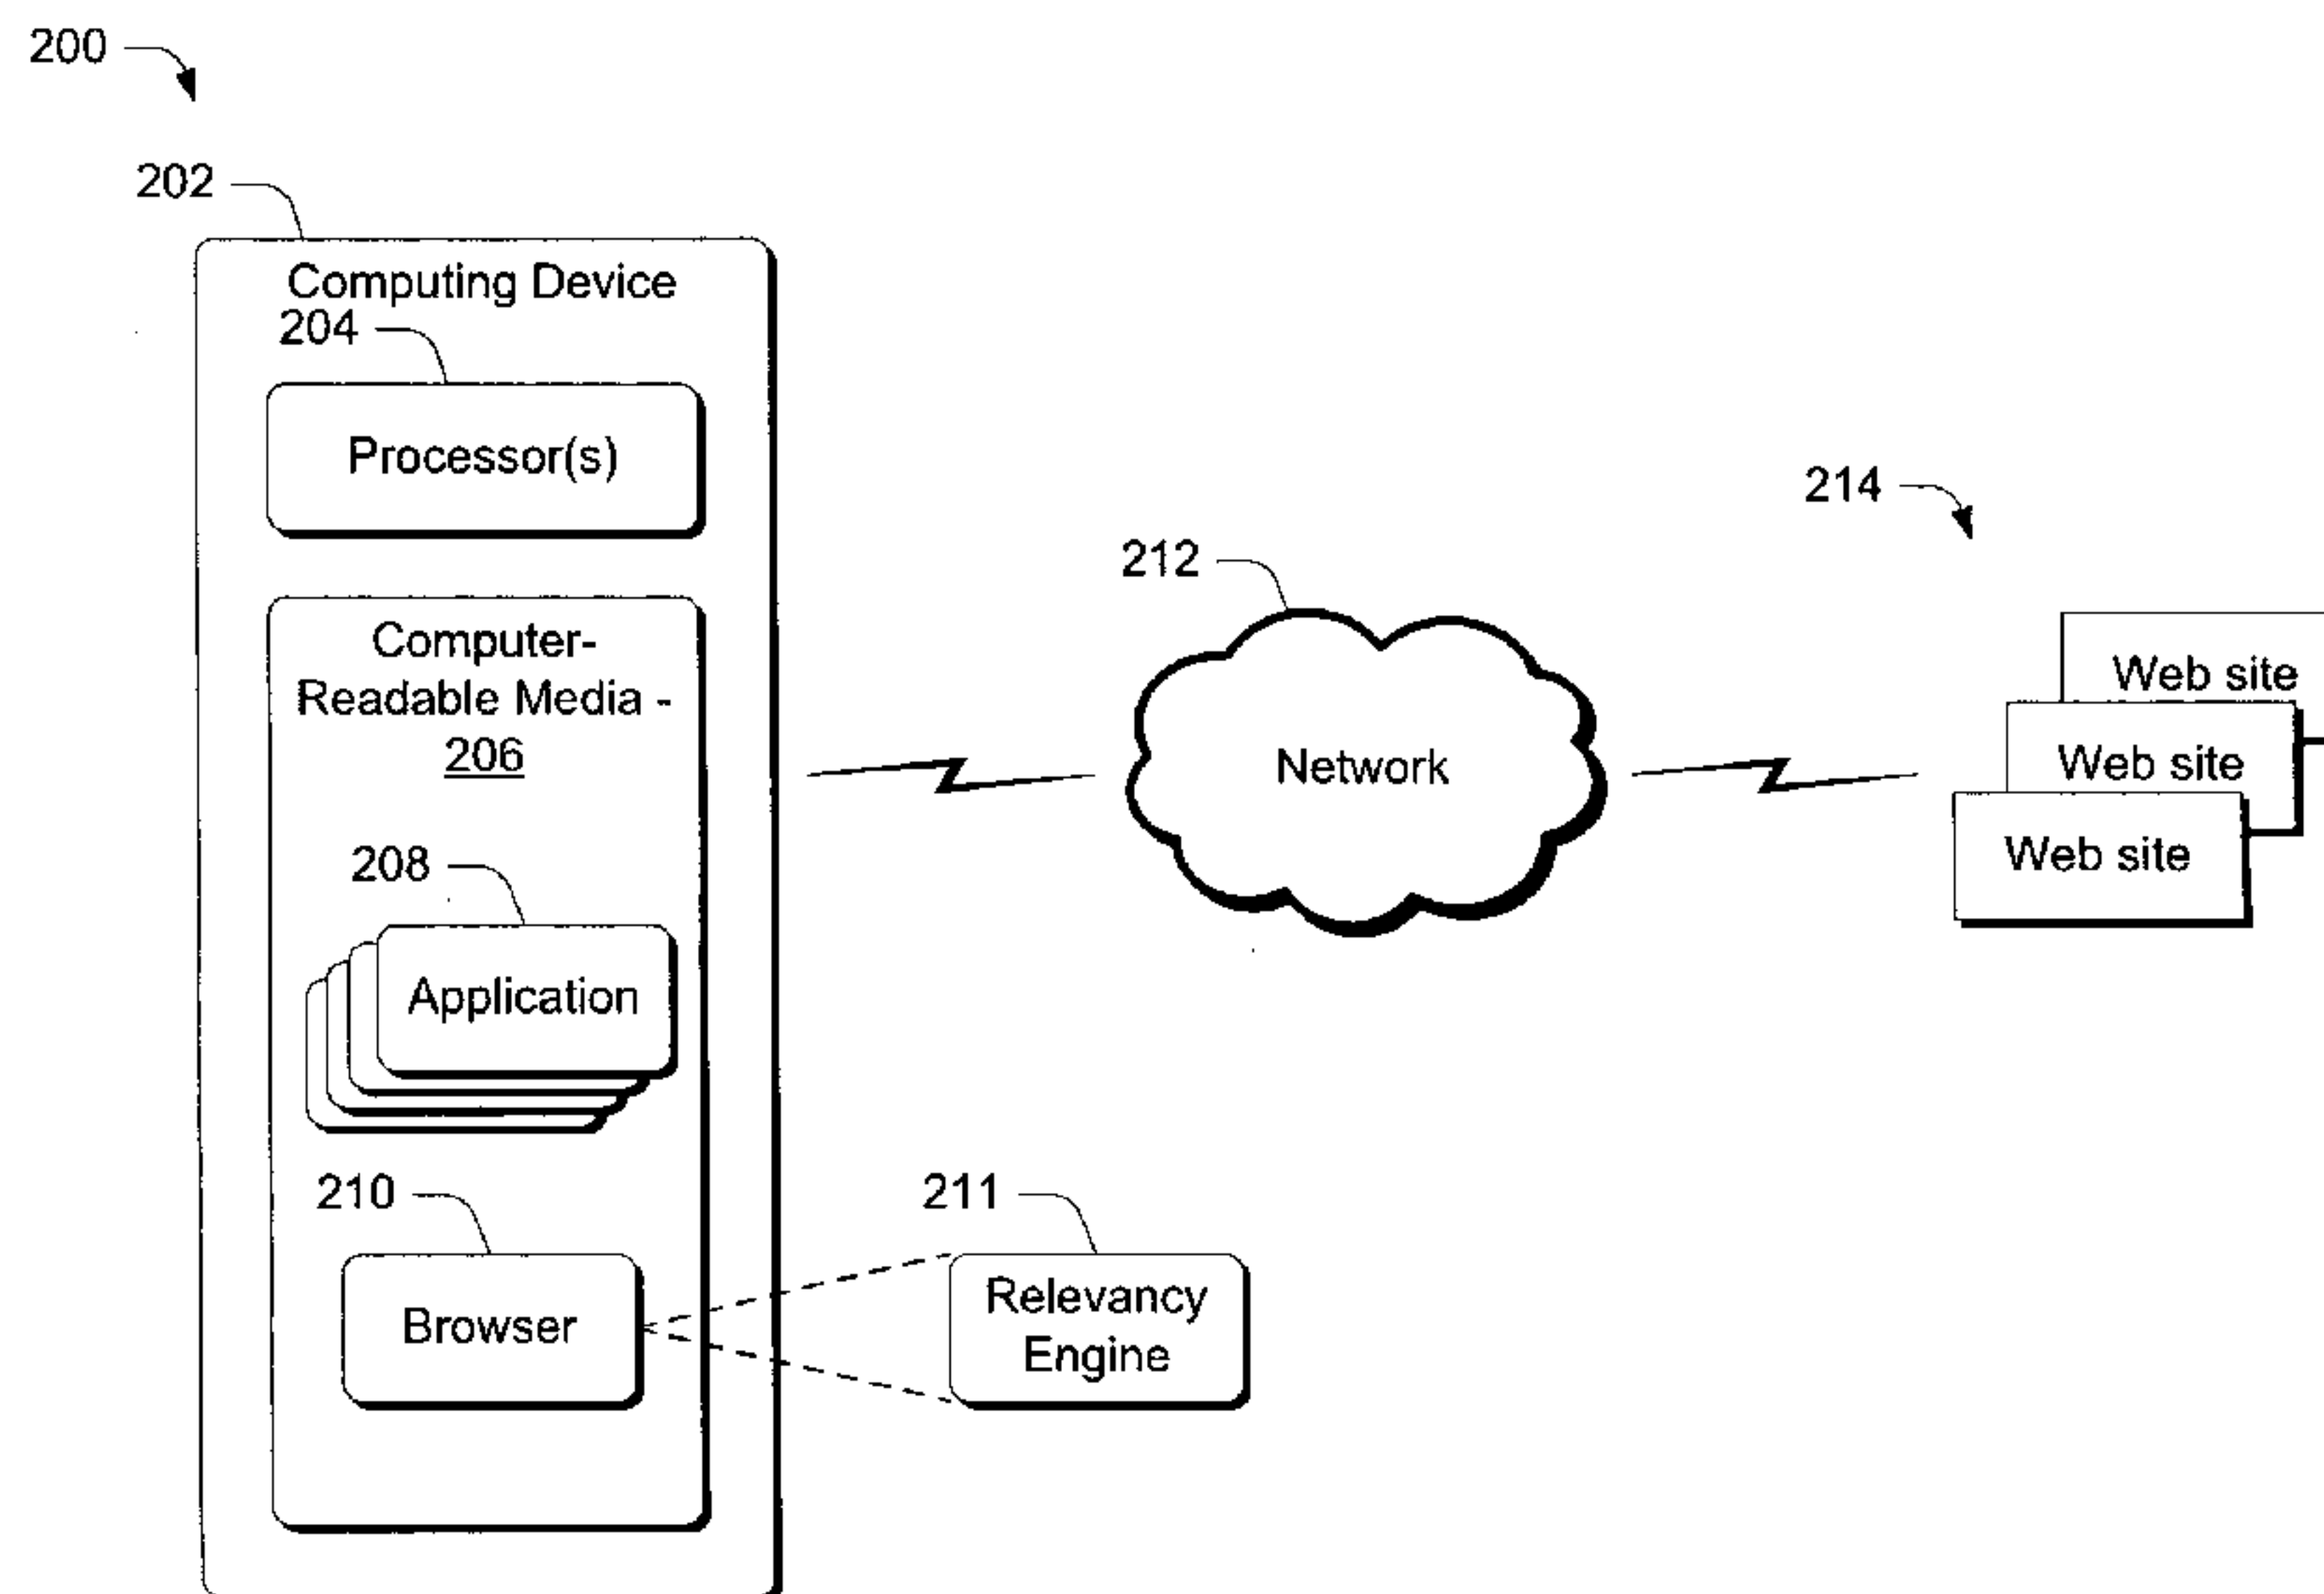 200
202
Computing Device
204
Processor(s)
Computer-
Readable Media -
206
208
Application
210
Browser
211
Relevancy
Engine
212
Network
214
Web site
Web site
Web site